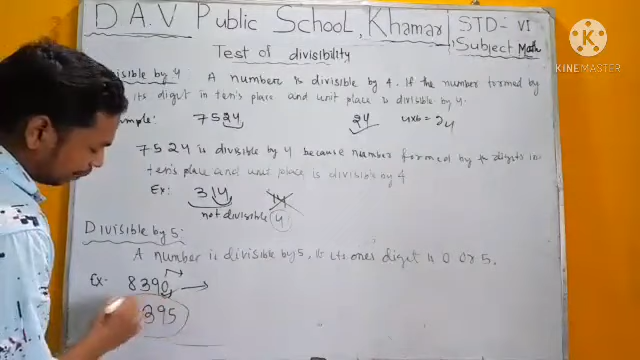 D.A.V Public School, Khamar
STD- VI
Subject Math
Test of divisibility
KINEMASTER
visible by 4: A number is divisible by 4. If the number formed by
its digit in ten's place and unit place is divisible by 4.
ample: 7524 24 4x6=24
7524 is divisible by 4 because number formed by digits in
ten's place and unit place is divisible by 4
Ex: 314 14
not divisible 4
Divisible by 5:
A number is divisible by 5, If its ones digit is 0 or 5.
Ex- 8390
395